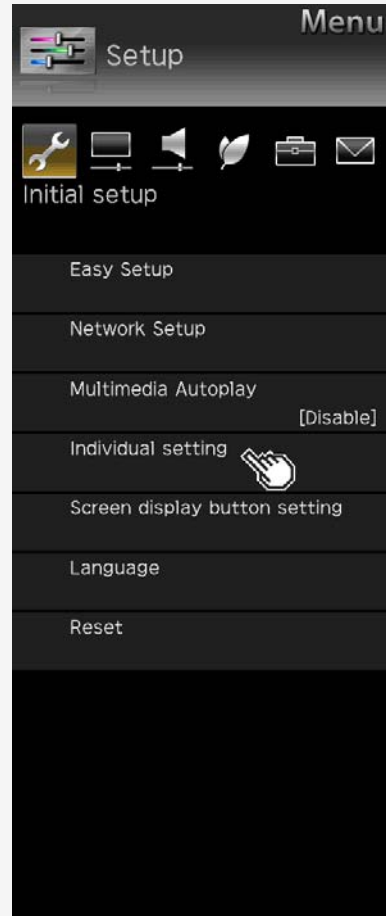 Menu
Setup
Initial setup
Easy Setup
Network Setup
Multimedia Autoplay
[Disable]
Individual setting
Screen display button setting
Language
Reset